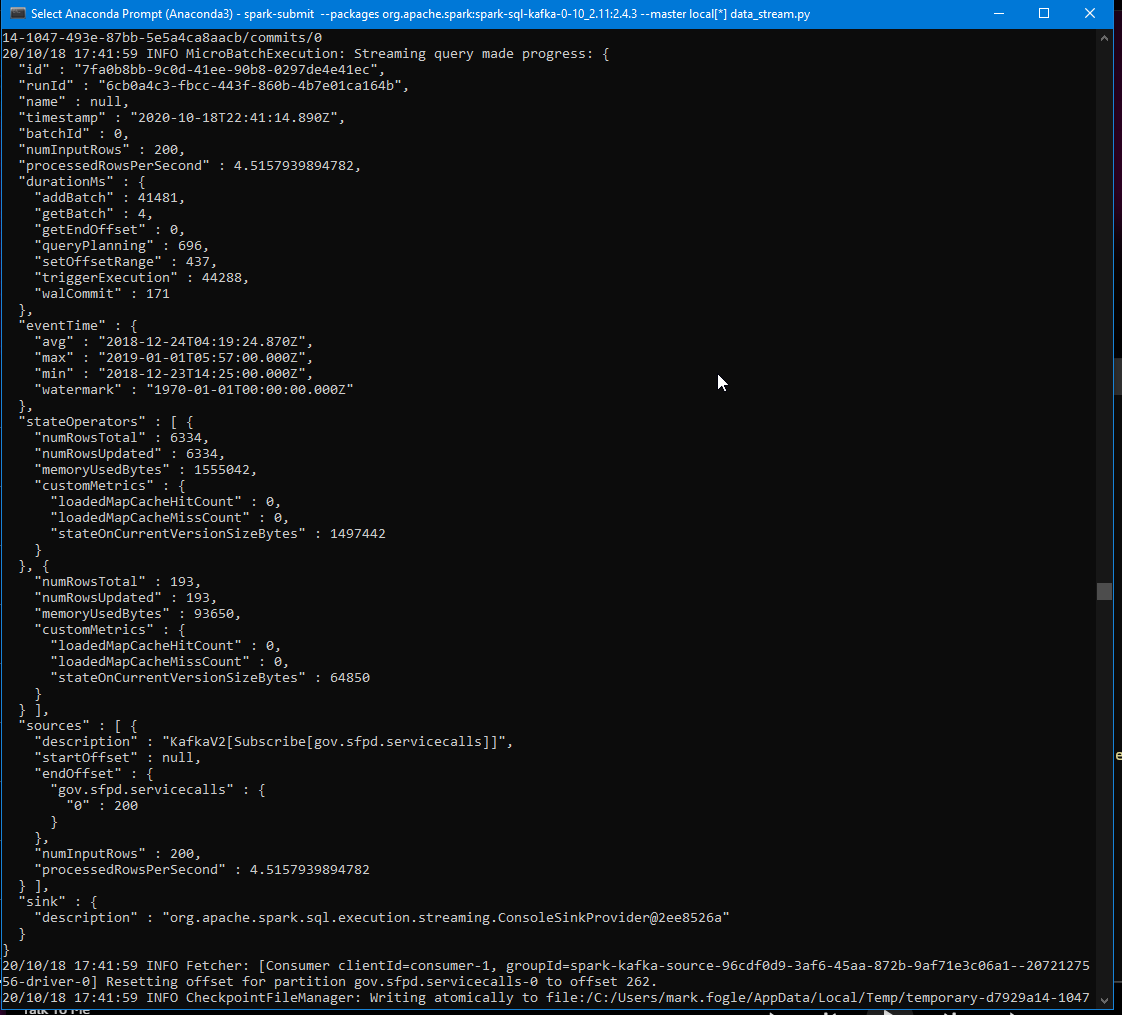 Select Anaconda Prompt (Anaconda3) - spark-submit  --packages org.apache.spark:spark-sql-kafka-0-10_2.11:2.4.3 --master local[*] data_stream.py
14-1047-493e-87bb-5e5a4ca8aacb/commits/0
20/10/18 17:41:59 INFO MicroBatchExecution: Streaming query made progress: {
  "id" : "7fa0b8bb-9c0d-41ee-90b8-0297de4e41ec",
  "runId" : "6cb0a4c3-fbcc-443f-860b-4b7e01ca164b",
  "name" : null,
  "timestamp" : "2020-10-18T22:41:14.890Z",
  "batchId" : 0,
  "numInputRows" : 200,
  "processedRowsPerSecond" : 4.5157939894782,
  "durationMs" : {
    "addBatch" : 41481,
    "getBatch" : 4,
    "getEndOffset" : 0,
    "queryPlanning" : 696,
    "setOffsetRange" : 437,
    "triggerExecution" : 44288,
    "walCommit" : 171
  },
  "eventTime" : {
    "avg" : "2018-12-24T04:19:24.870Z",
    "max" : "2019-01-01T05:57:00.000Z",
    "min" : "2018-12-23T14:25:00.000Z",
    "watermark" : "1970-01-01T00:00:00.000Z"
  },
  "stateOperators" : [ {
    "numRowsTotal" : 6334,
    "numRowsUpdated" : 6334,
    "memoryUsedBytes" : 1555042,
    "customMetrics" : {
      "loadedMapCacheHitCount" : 0,
      "loadedMapCacheMissCount" : 0,
      "stateOnCurrentVersionSizeBytes" : 1497442
    }
  }, {
    "numRowsTotal" : 193,
    "numRowsUpdated" : 193,
    "memoryUsedBytes" : 93650,
    "customMetrics" : {
      "loadedMapCacheHitCount" : 0,
      "loadedMapCacheMissCount" : 0,
      "stateOnCurrentVersionSizeBytes" : 64850
    }
  } ],
  "sources" : [ {
    "description" : "KafkaV2[Subscribe[gov.sfpd.servicecalls]]",
    "startOffset" : null,
    "endOffset" : {
      "gov.sfpd.servicecalls" : {
        "0" : 200
      }
    },
    "numInputRows" : 200,
    "processedRowsPerSecond" : 4.5157939894782
  } ],
  "sink" : {
    "description" : "org.apache.spark.sql.execution.streaming.ConsoleSinkProvider@2ee8526a"
  }
}
20/10/18 17:41:59 INFO Fetcher: [Consumer clientId=consumer-1, groupId=spark-kafka-source-96cdf0d9-3af6-45aa-872b-9af71e3c06a1--20721275
56-driver-0] Resetting offset for partition gov.sfpd.servicecalls-0 to offset 262.
20/10/18 17:41:59 INFO CheckpointFileManager: Writing atomically to file:/C:/Users/mark.fogle/AppData/Local/Temp/temporary-d7929a14-1047